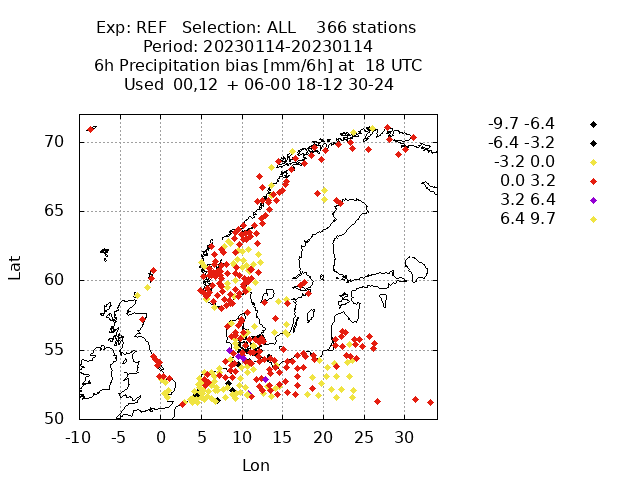 Exp: REF   Selection: ALL    366 stations
Period: 20230114-20230114
6h Precipitation bias [mm/6h] at  18 UTC
Used  00,12  + 06-00 18-12 30-24
-9.7 -6.4
-6.4 -3.2
-3.2 0.0
0.0 3.2
3.2 6.4
6.4 9.7
70
65
60
55
50
Lat
-10 -5 0 5 10 15 20 25 30
Lon